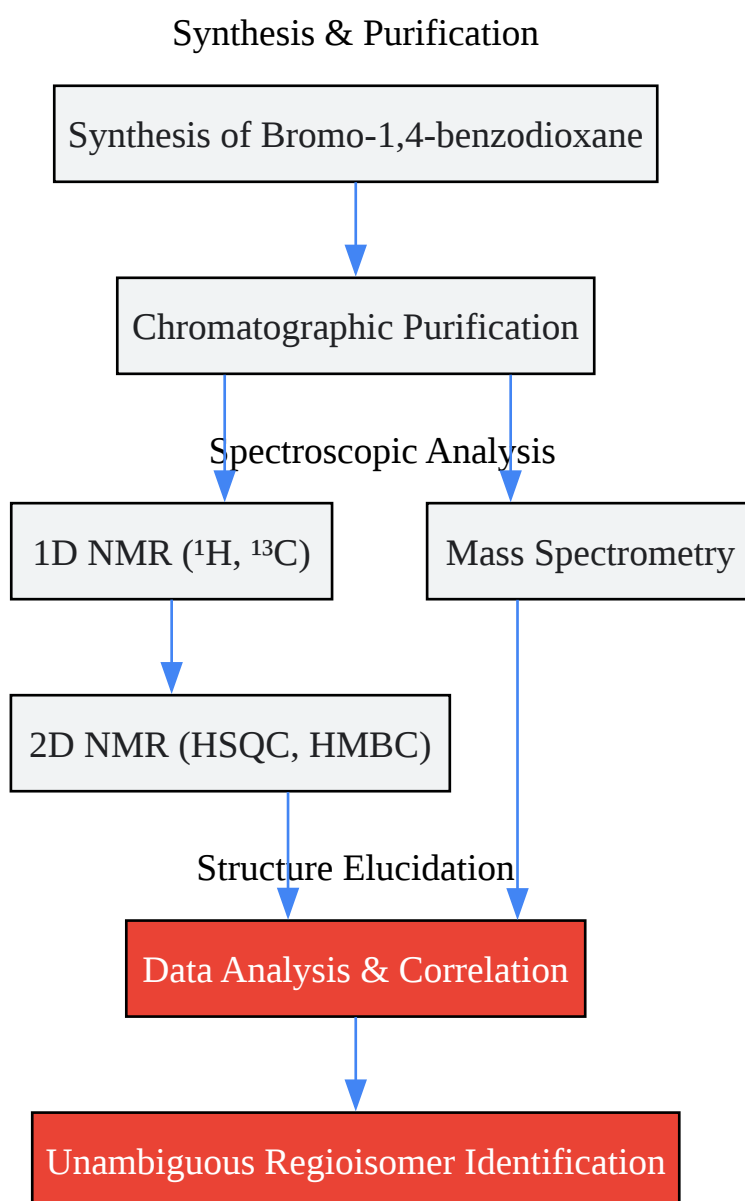 Synthesis & Purification
Synthesis of Bromo-1,4-benzodioxane
Chromatographic Purification
Spectroscopic Analysis
1D NMR (¹H, ¹³C)
Mass Spectrometry
2D NMR (HSQC, HMBC)
Structure Elucidation
Data Analysis & Correlation
Unambiguous Regioisomer Identification